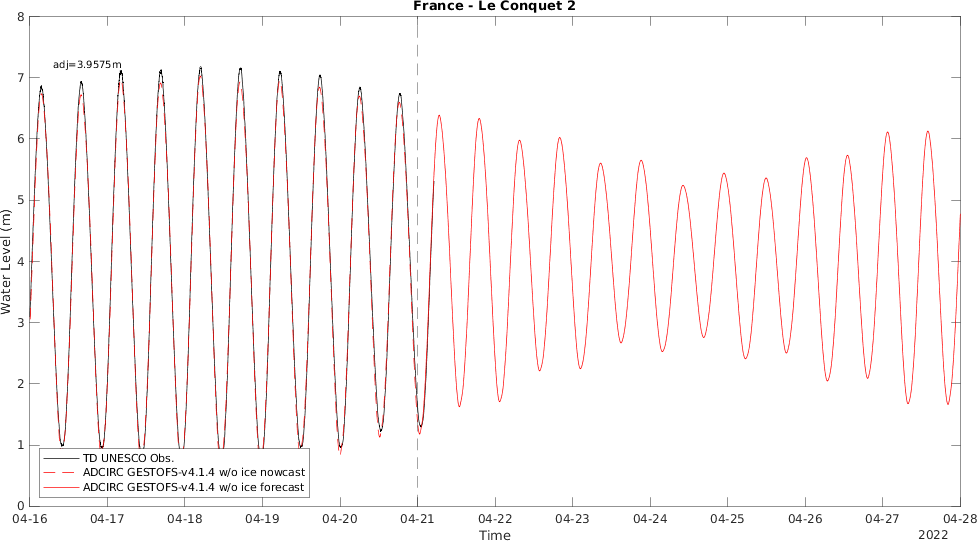 France - Le Conquet 2
adj=3.9575m
8
7
6
5
4
3
2
1
0
Water Level (m)
TD UNESCO Obs.
ADCIRC GESTOFS-v4.1.4 w/o ice nowcast
ADCIRC GESTOFS-v4.1.4 w/o ice forecast
04-16 04-17 04-18 04-19 04-20 04-21 04-22 04-23 04-24 04-25 04-26 04-27 04-28
Time
2022